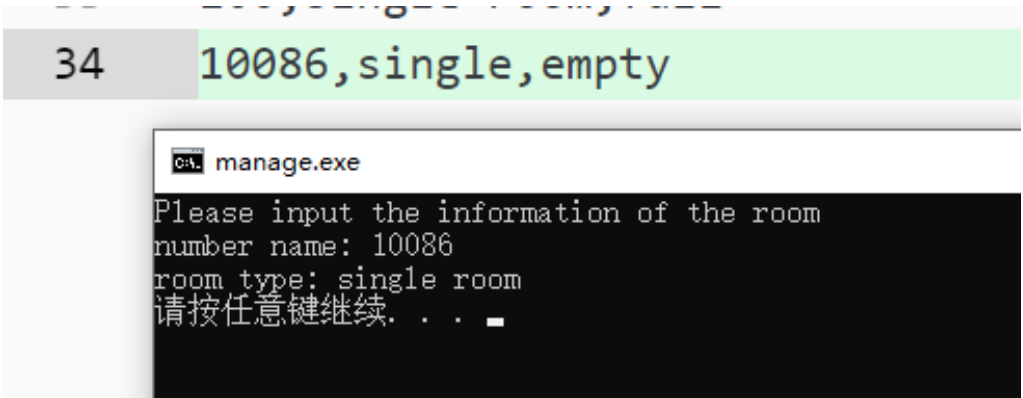 34 10086,single,empty
manage.exe
Please input the information of the room
number name: 10086
room type: single room
请按任意键继续. . .